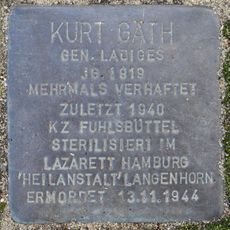 KURT GÄTH
GEN. LADIGES
JG. 1919
MEHRMALS VERHAFTET
ZULETZT 1940
KZ FUHLSBÜTTEL
STERILISIERT IM
LAZARETT HAMBURG
'HEILANSTALT' LANGENHORN
ERMORDET 13.11.1944